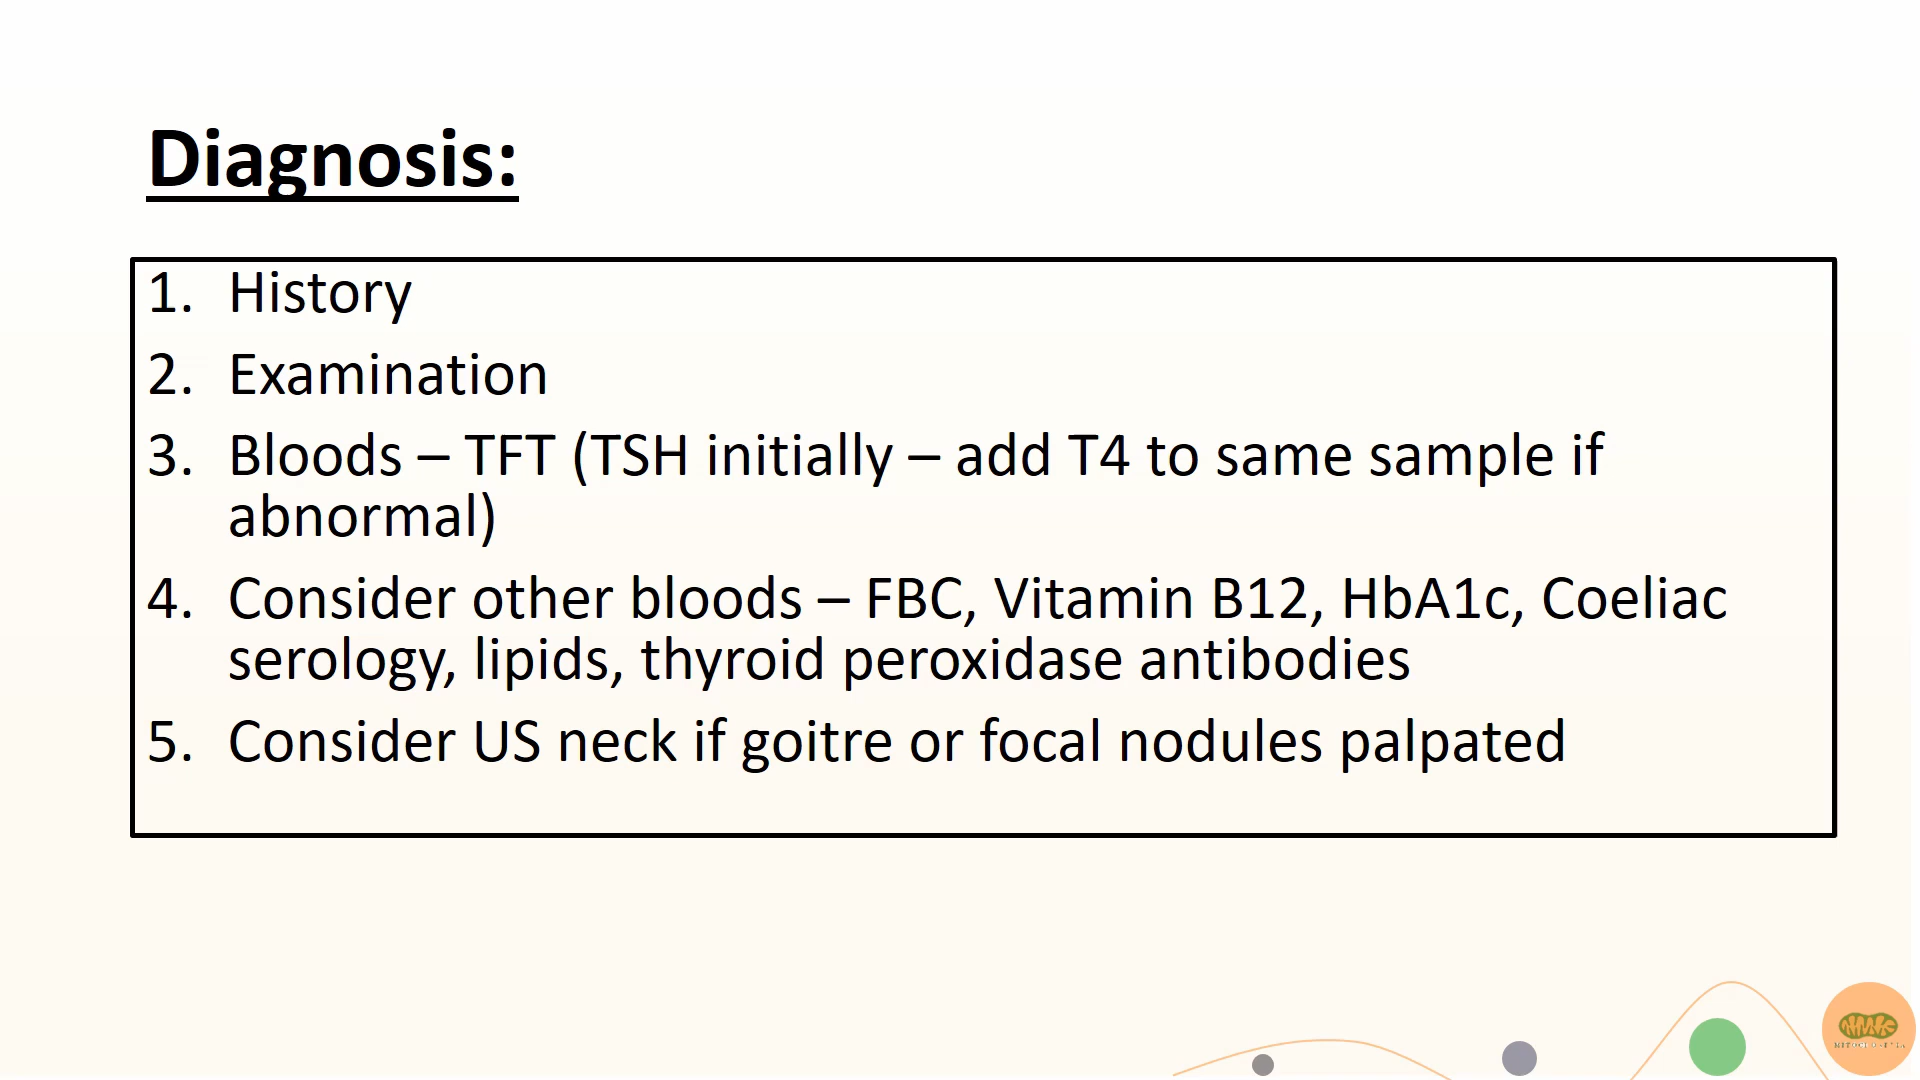 Diagnosis:
1. History
2. Examination
3. Bloods – TFT (TSH initially – add T4 to same sample if
abnormal)
4. Consider other bloods – FBC, Vitamin B12, HbA1c, Coeliac
serology, lipids, thyroid peroxidase antibodies
5. Consider US neck if goitre or focal nodules palpated